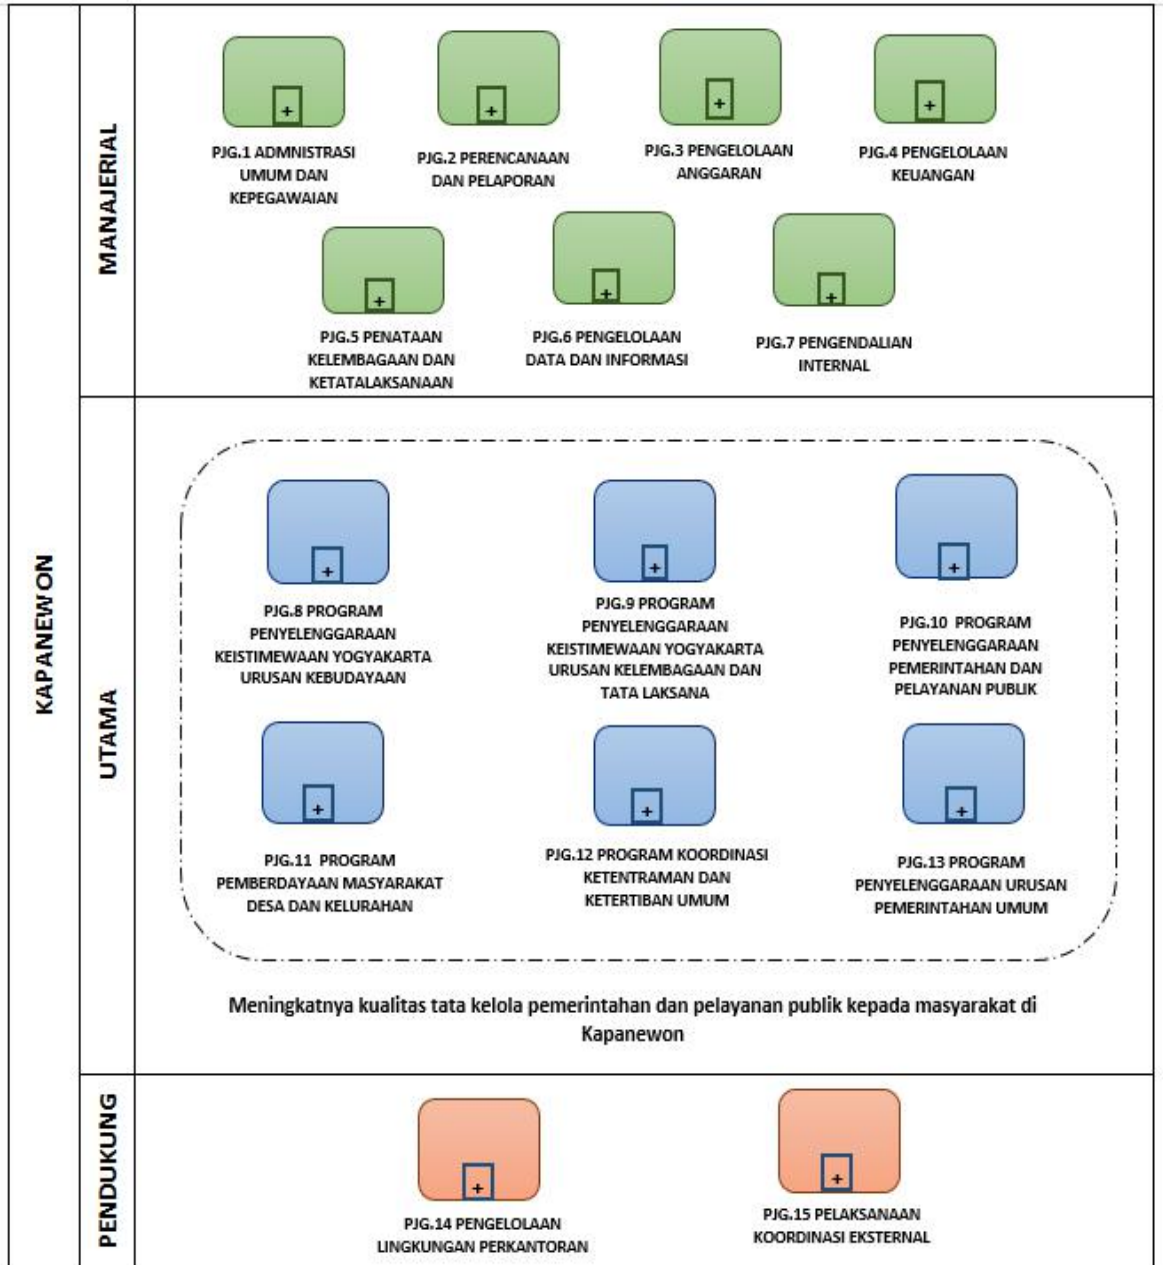 KAPANEWON
MANAJERIAL
+
+
+
+
PJG.1 ADMNISTRASI
UMUM DAN
KEPEGAWAIAN
PJG.2 PERENCANAAN
DAN PELAPORAN
PJG.3 PENGELOLAAN
ANGGARAN
PJG.4 PENGELOLAAN
KEUANGAN
+
+
+
PJG.5 PENATAAN
KELEMBAGAAN DAN
KETATALAKSANAAN
PJG.6 PENGELOLAAN
DATA DAN INFORMASI
PJG.7 PENGENDALIAN
INTERNAL
UTAMA
+
+
+
PJG.8 PROGRAM
PENYELENGGARAAN
KEISTIMEWAAN YOGYAKARTA
URUSAN KEBUDAYAAN
PJG.9 PROGRAM
PENYELENGGARAAN
KEISTIMEWAAN YOGYAKARTA
URUSAN KELEMBAGAAN DAN
TATA LAKSANA
PJG.10 PROGRAM
PENYELENGGARAAN
PEMERINTAHAN DAN
PELAYANAN PUBLIK
+
+
+
PJG.11 PROGRAM
PEMBERDAYAAN MASYARAKAT
DESA DAN KELURAHAN
PJG.12 PROGRAM KOORDINASI
KETENTRAMAN DAN
KETERTIBAN UMUM
PJG.13 PROGRAM
PENYELENGGARAAN URUSAN
PEMERINTAHAN UMUM
Meningkatnya kualitas tata kelola pemerintahan dan pelayanan publik kepada masyarakat di
Kapanewon
PENDUKUNG
+
+
PJG.14 PENGELOLAAN
LINGKUNGAN PERKANTORAN
PJG.15 PELAKSANAAN
KOORDINASI EKSTERNAL